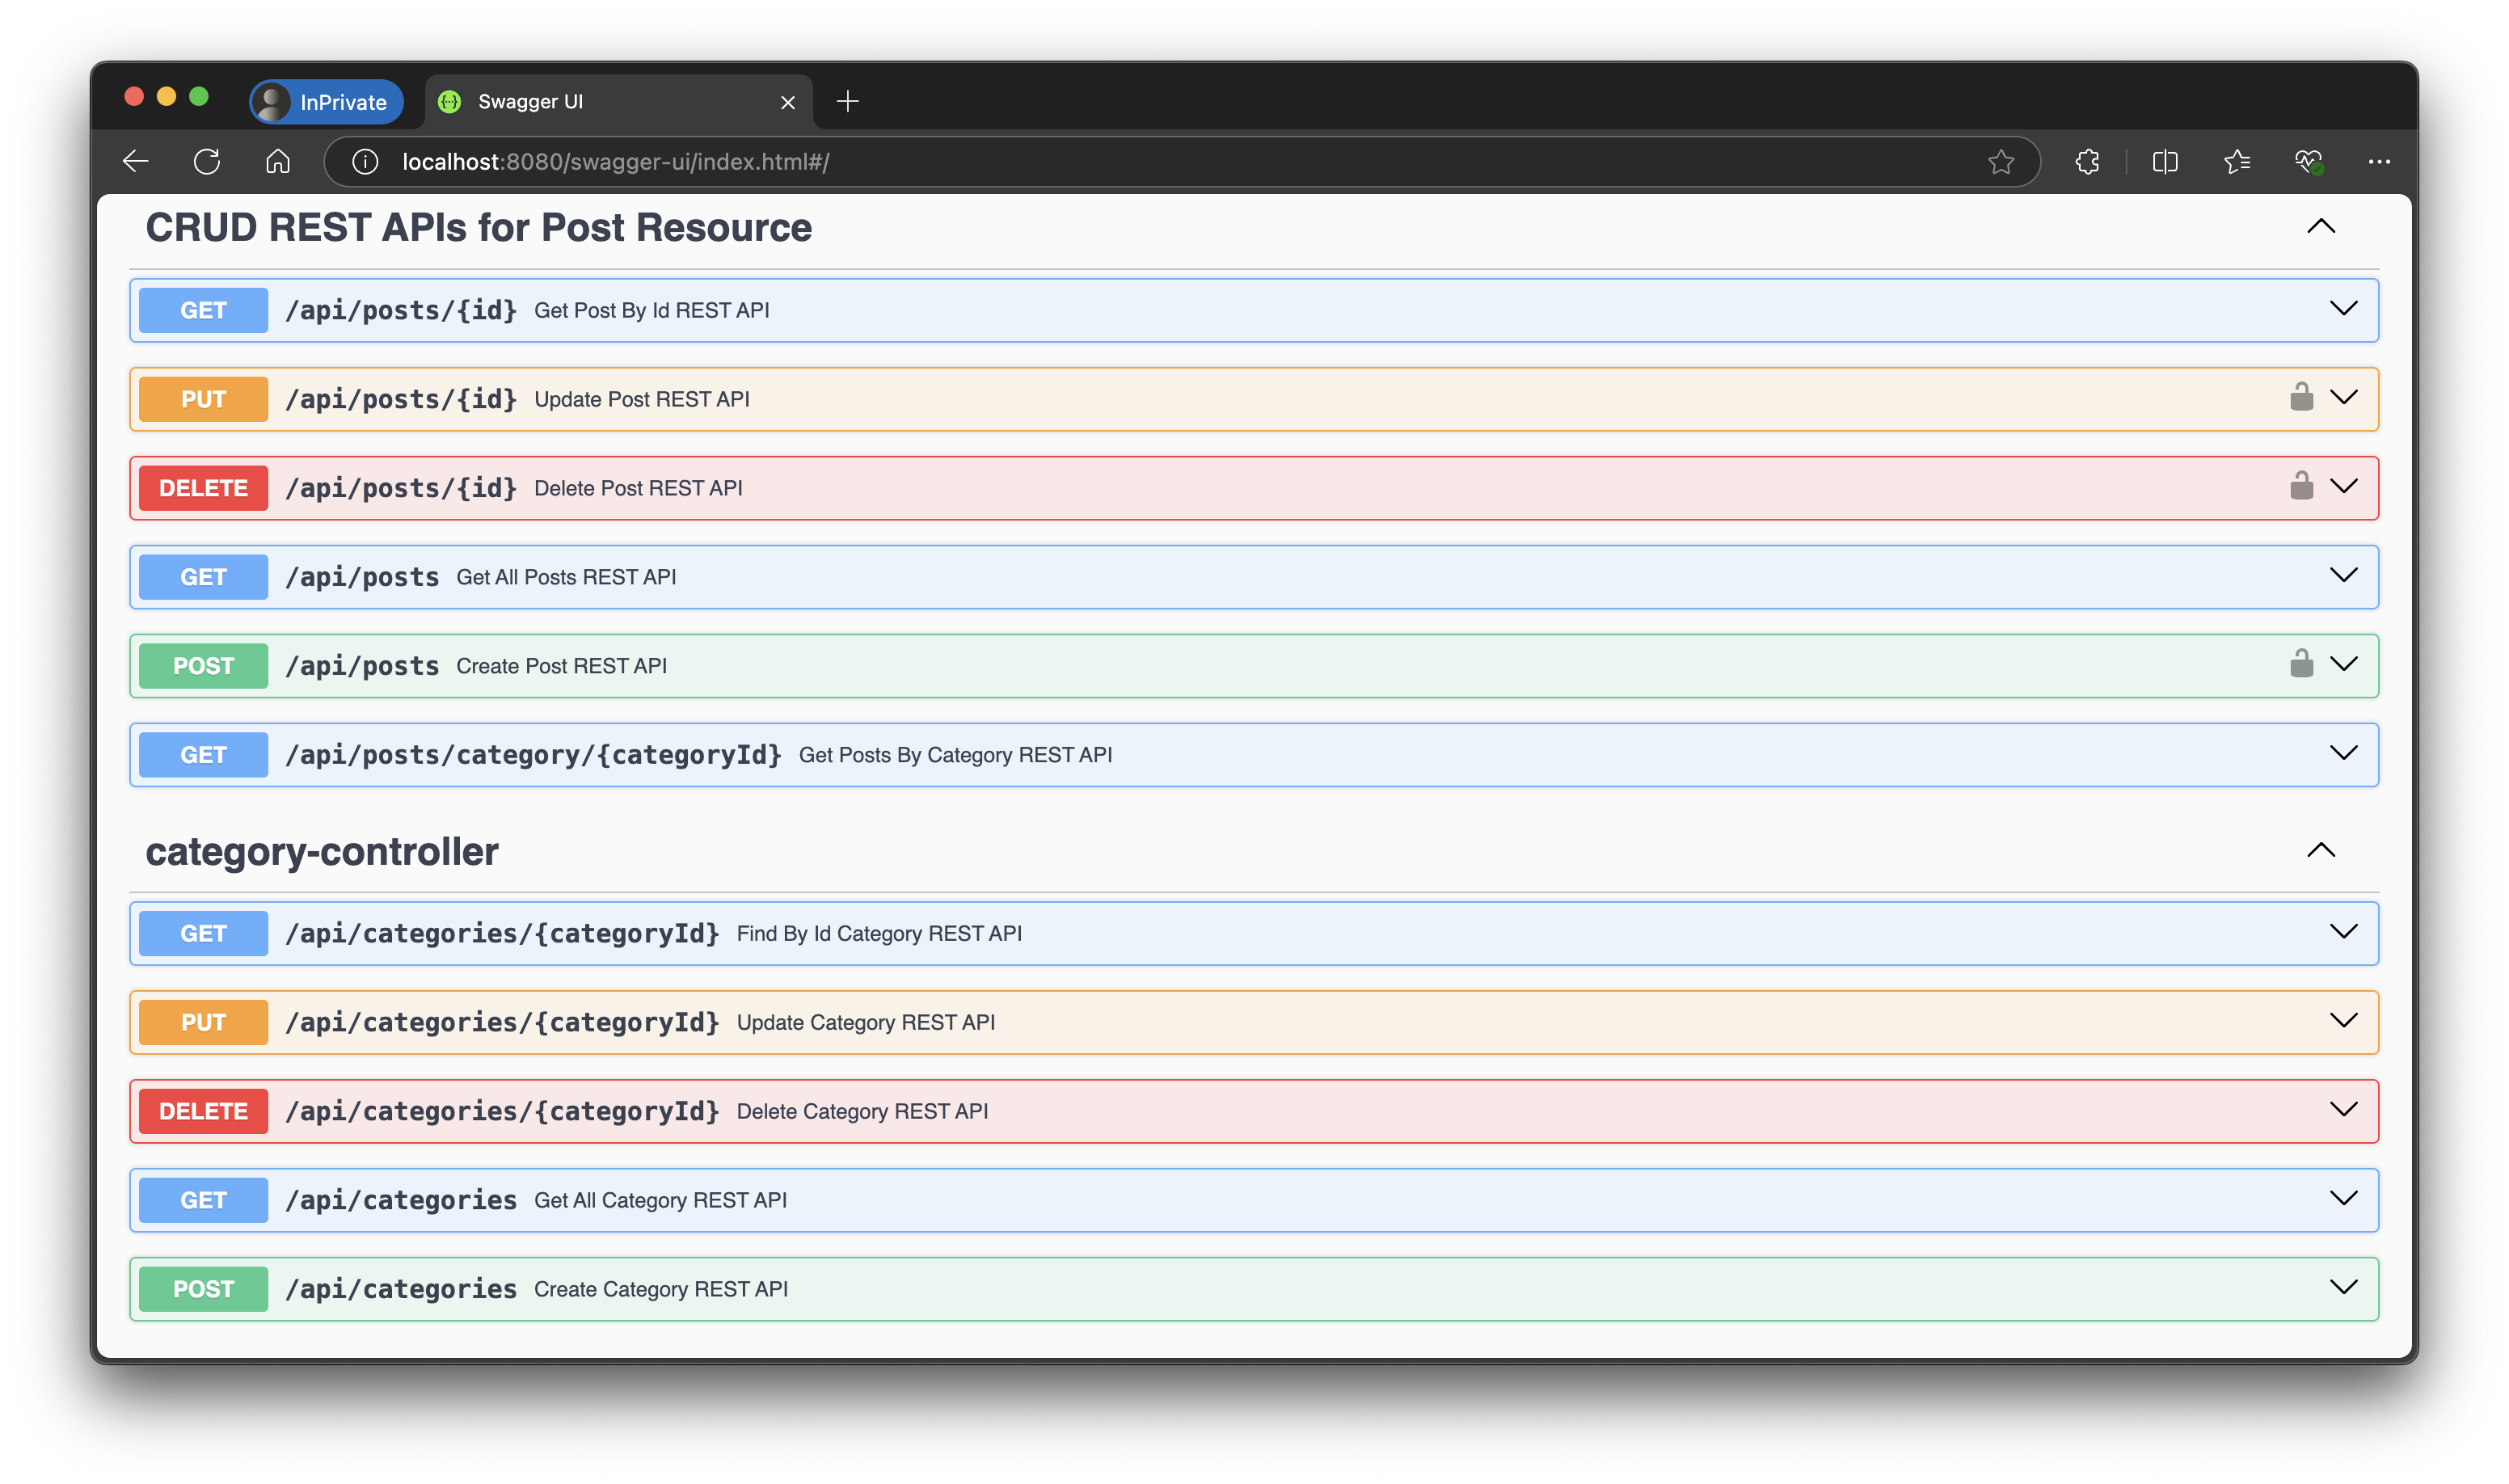 InPrivate
Swagger UI
localhost:8080/swagger-ui/index.html#/
CRUD REST APIs for Post Resource
GET /api/posts/{id} Get Post By Id REST API
PUT /api/posts/{id} Update Post REST API
DELETE /api/posts/{id} Delete Post REST API
GET /api/posts Get All Posts REST API
POST /api/posts Create Post REST API
GET /api/posts/category/{categoryId} Get Posts By Category REST API
category-controller
GET /api/categories/{categoryId} Find By Id Category REST API
PUT /api/categories/{categoryId} Update Category REST API
DELETE /api/categories/{categoryId} Delete Category REST API
GET /api/categories Get All Category REST API
POST /api/categories Create Category REST API